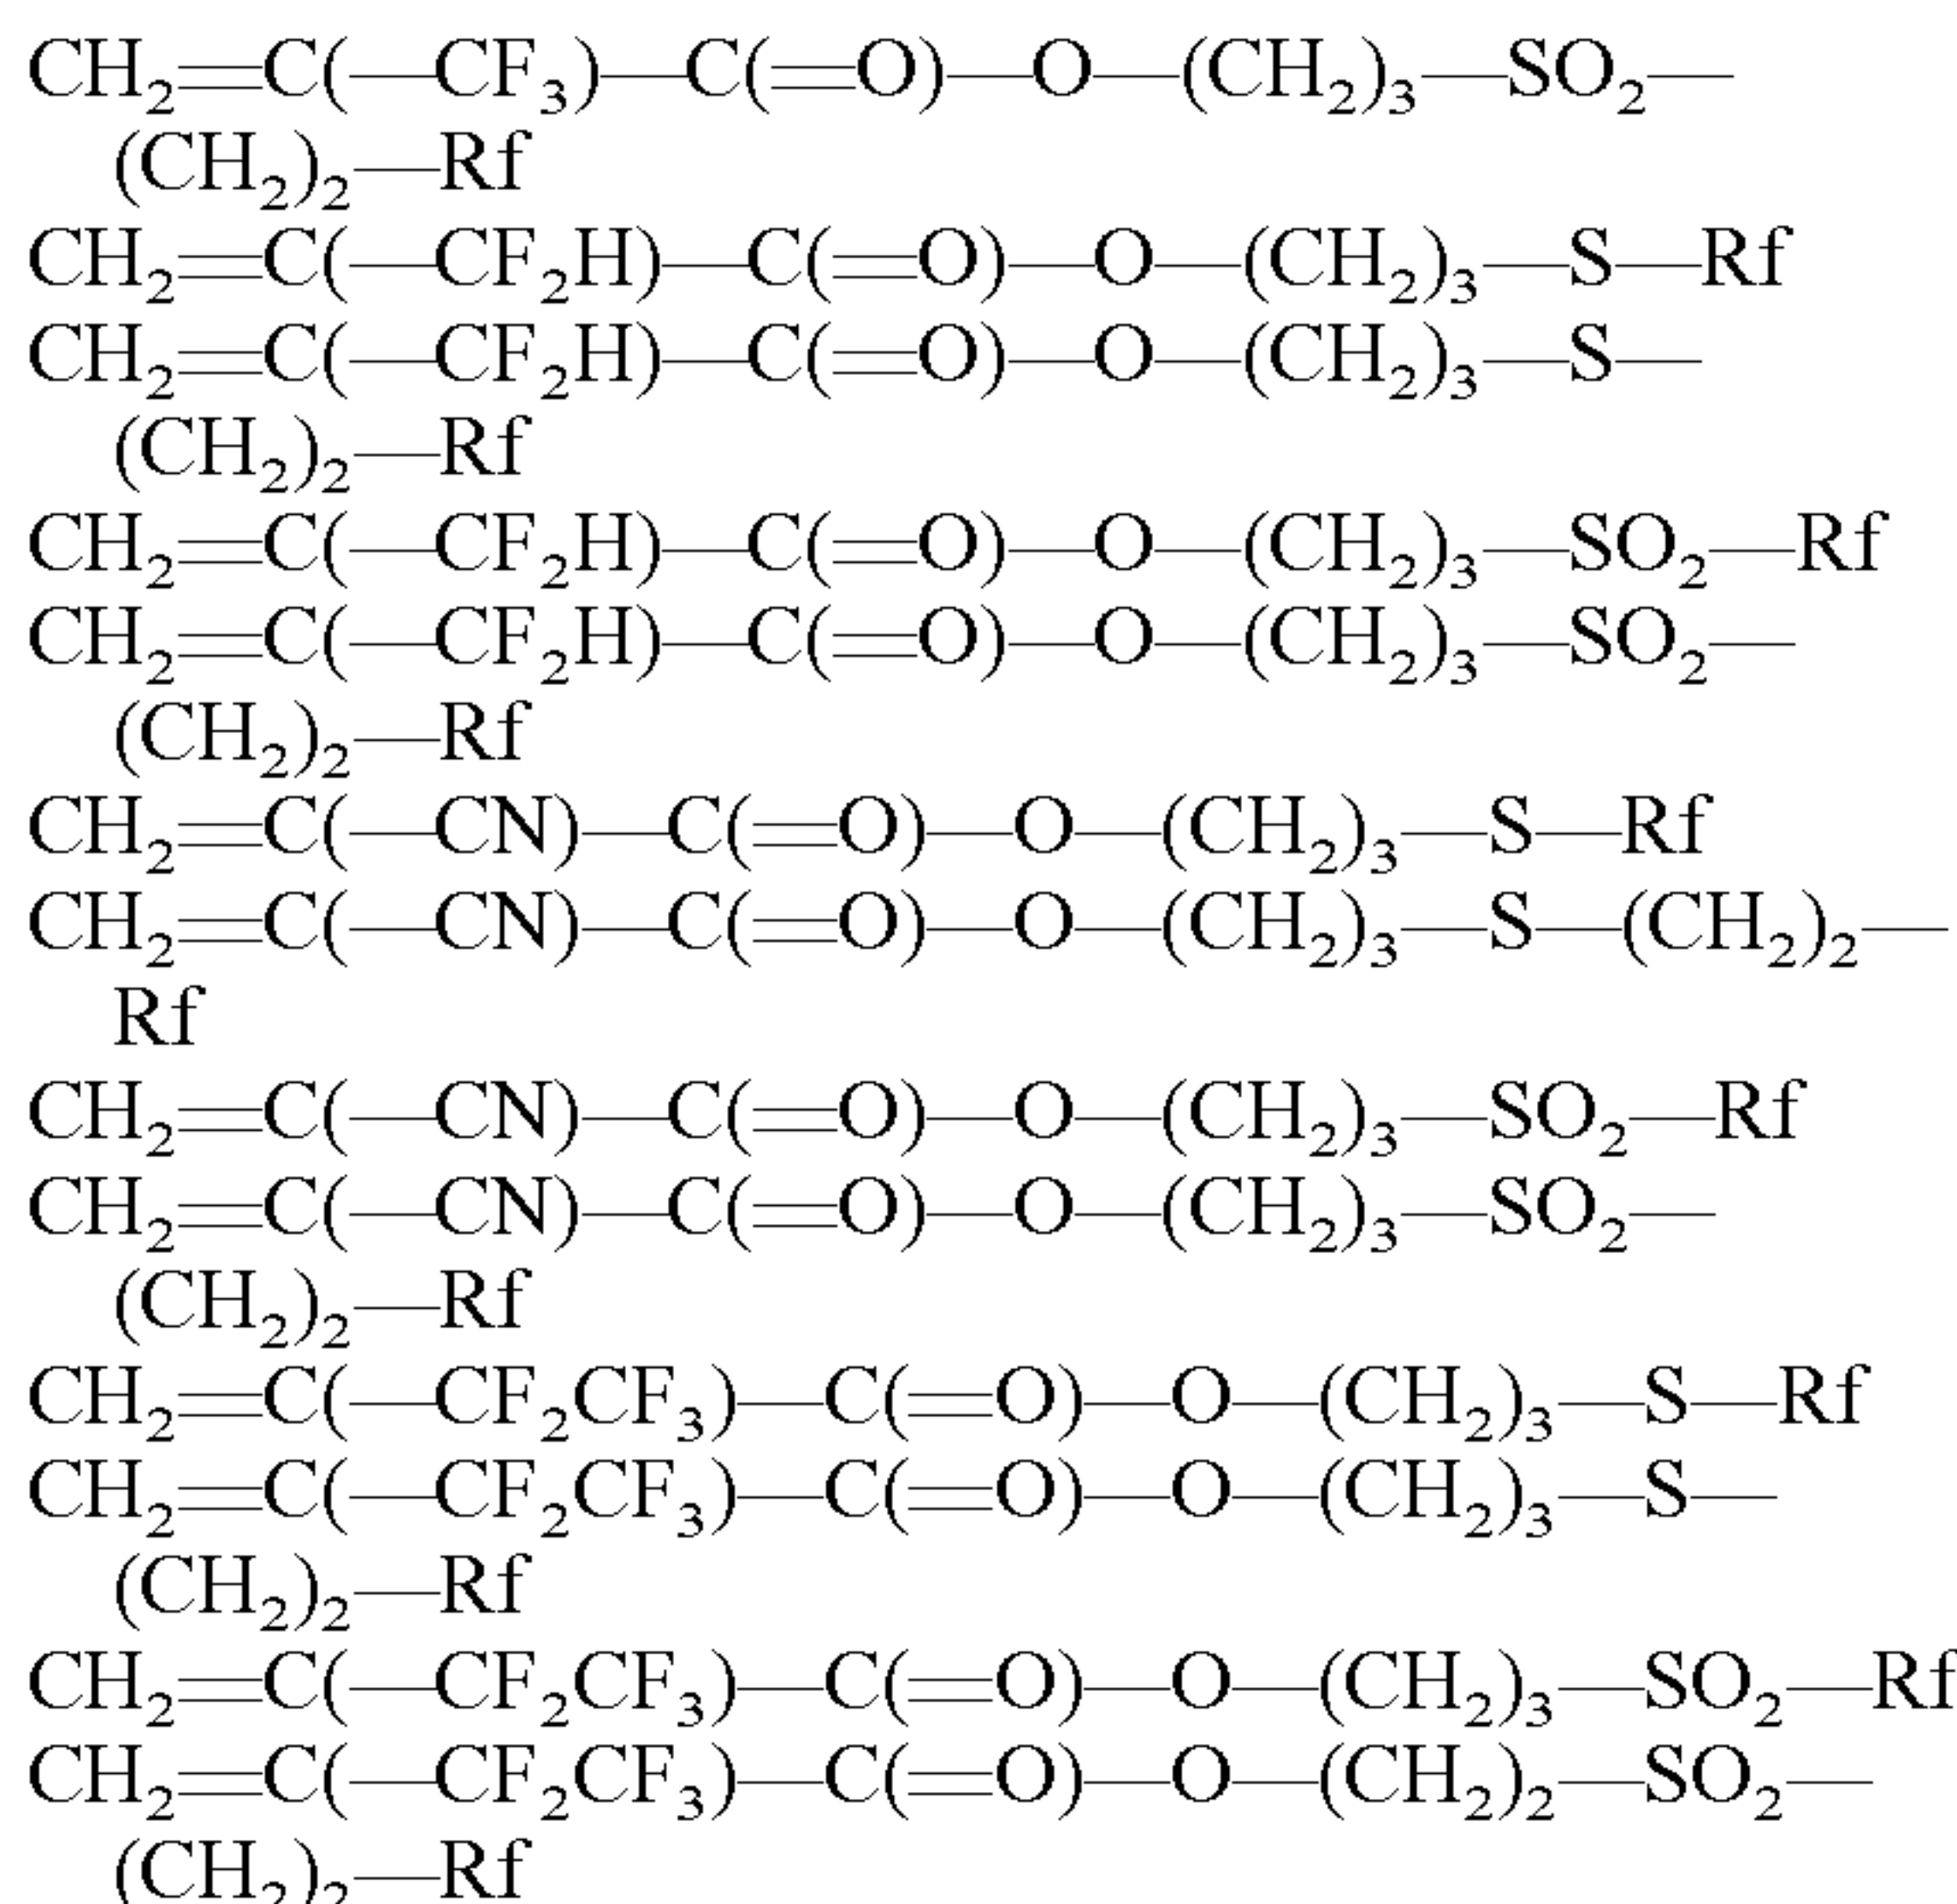 CH₂=C(—CF₃)—C(=O)—O—(CH₂)₃—SO₂—
(CH₂)₂—Rf
CH₂=C(—CF₂H)—C(=O)—O—(CH₂)₃—S—Rf
CH₂=C(—CF₂H)—C(=O)—O—(CH₂)₃—S—
(CH₂)₂—Rf
CH₂=C(—CF₂H)—C(=O)—O—(CH₂)₃—SO₂—Rf
CH₂=C(—CF₂H)—C(=O)—O—(CH₂)₃—SO₂—
(CH₂)₂—Rf
CH₂=C(—CN)—C(=O)—O—(CH₂)₃—S—Rf
CH₂=C(—CN)—C(=O)—O—(CH₂)₃—S—(CH₂)₂—
Rf
CH₂=C(—CN)—C(=O)—O—(CH₂)₃—SO₂—Rf
CH₂=C(—CN)—C(=O)—O—(CH₂)₃—SO₂—
(CH₂)₂—Rf
CH₂=C(—CF₂CF₃)—C(=O)—O—(CH₂)₃—S—Rf
CH₂=C(—CF₂CF₃)—C(=O)—O—(CH₂)₃—S—
(CH₂)₂—Rf
CH₂=C(—CF₂CF₃)—C(=O)—O—(CH₂)₃—SO₂—Rf
CH₂=C(—CF₂CF₃)—C(=O)—O—(CH₂)₂—SO₂—
(CH₂)₂—Rf